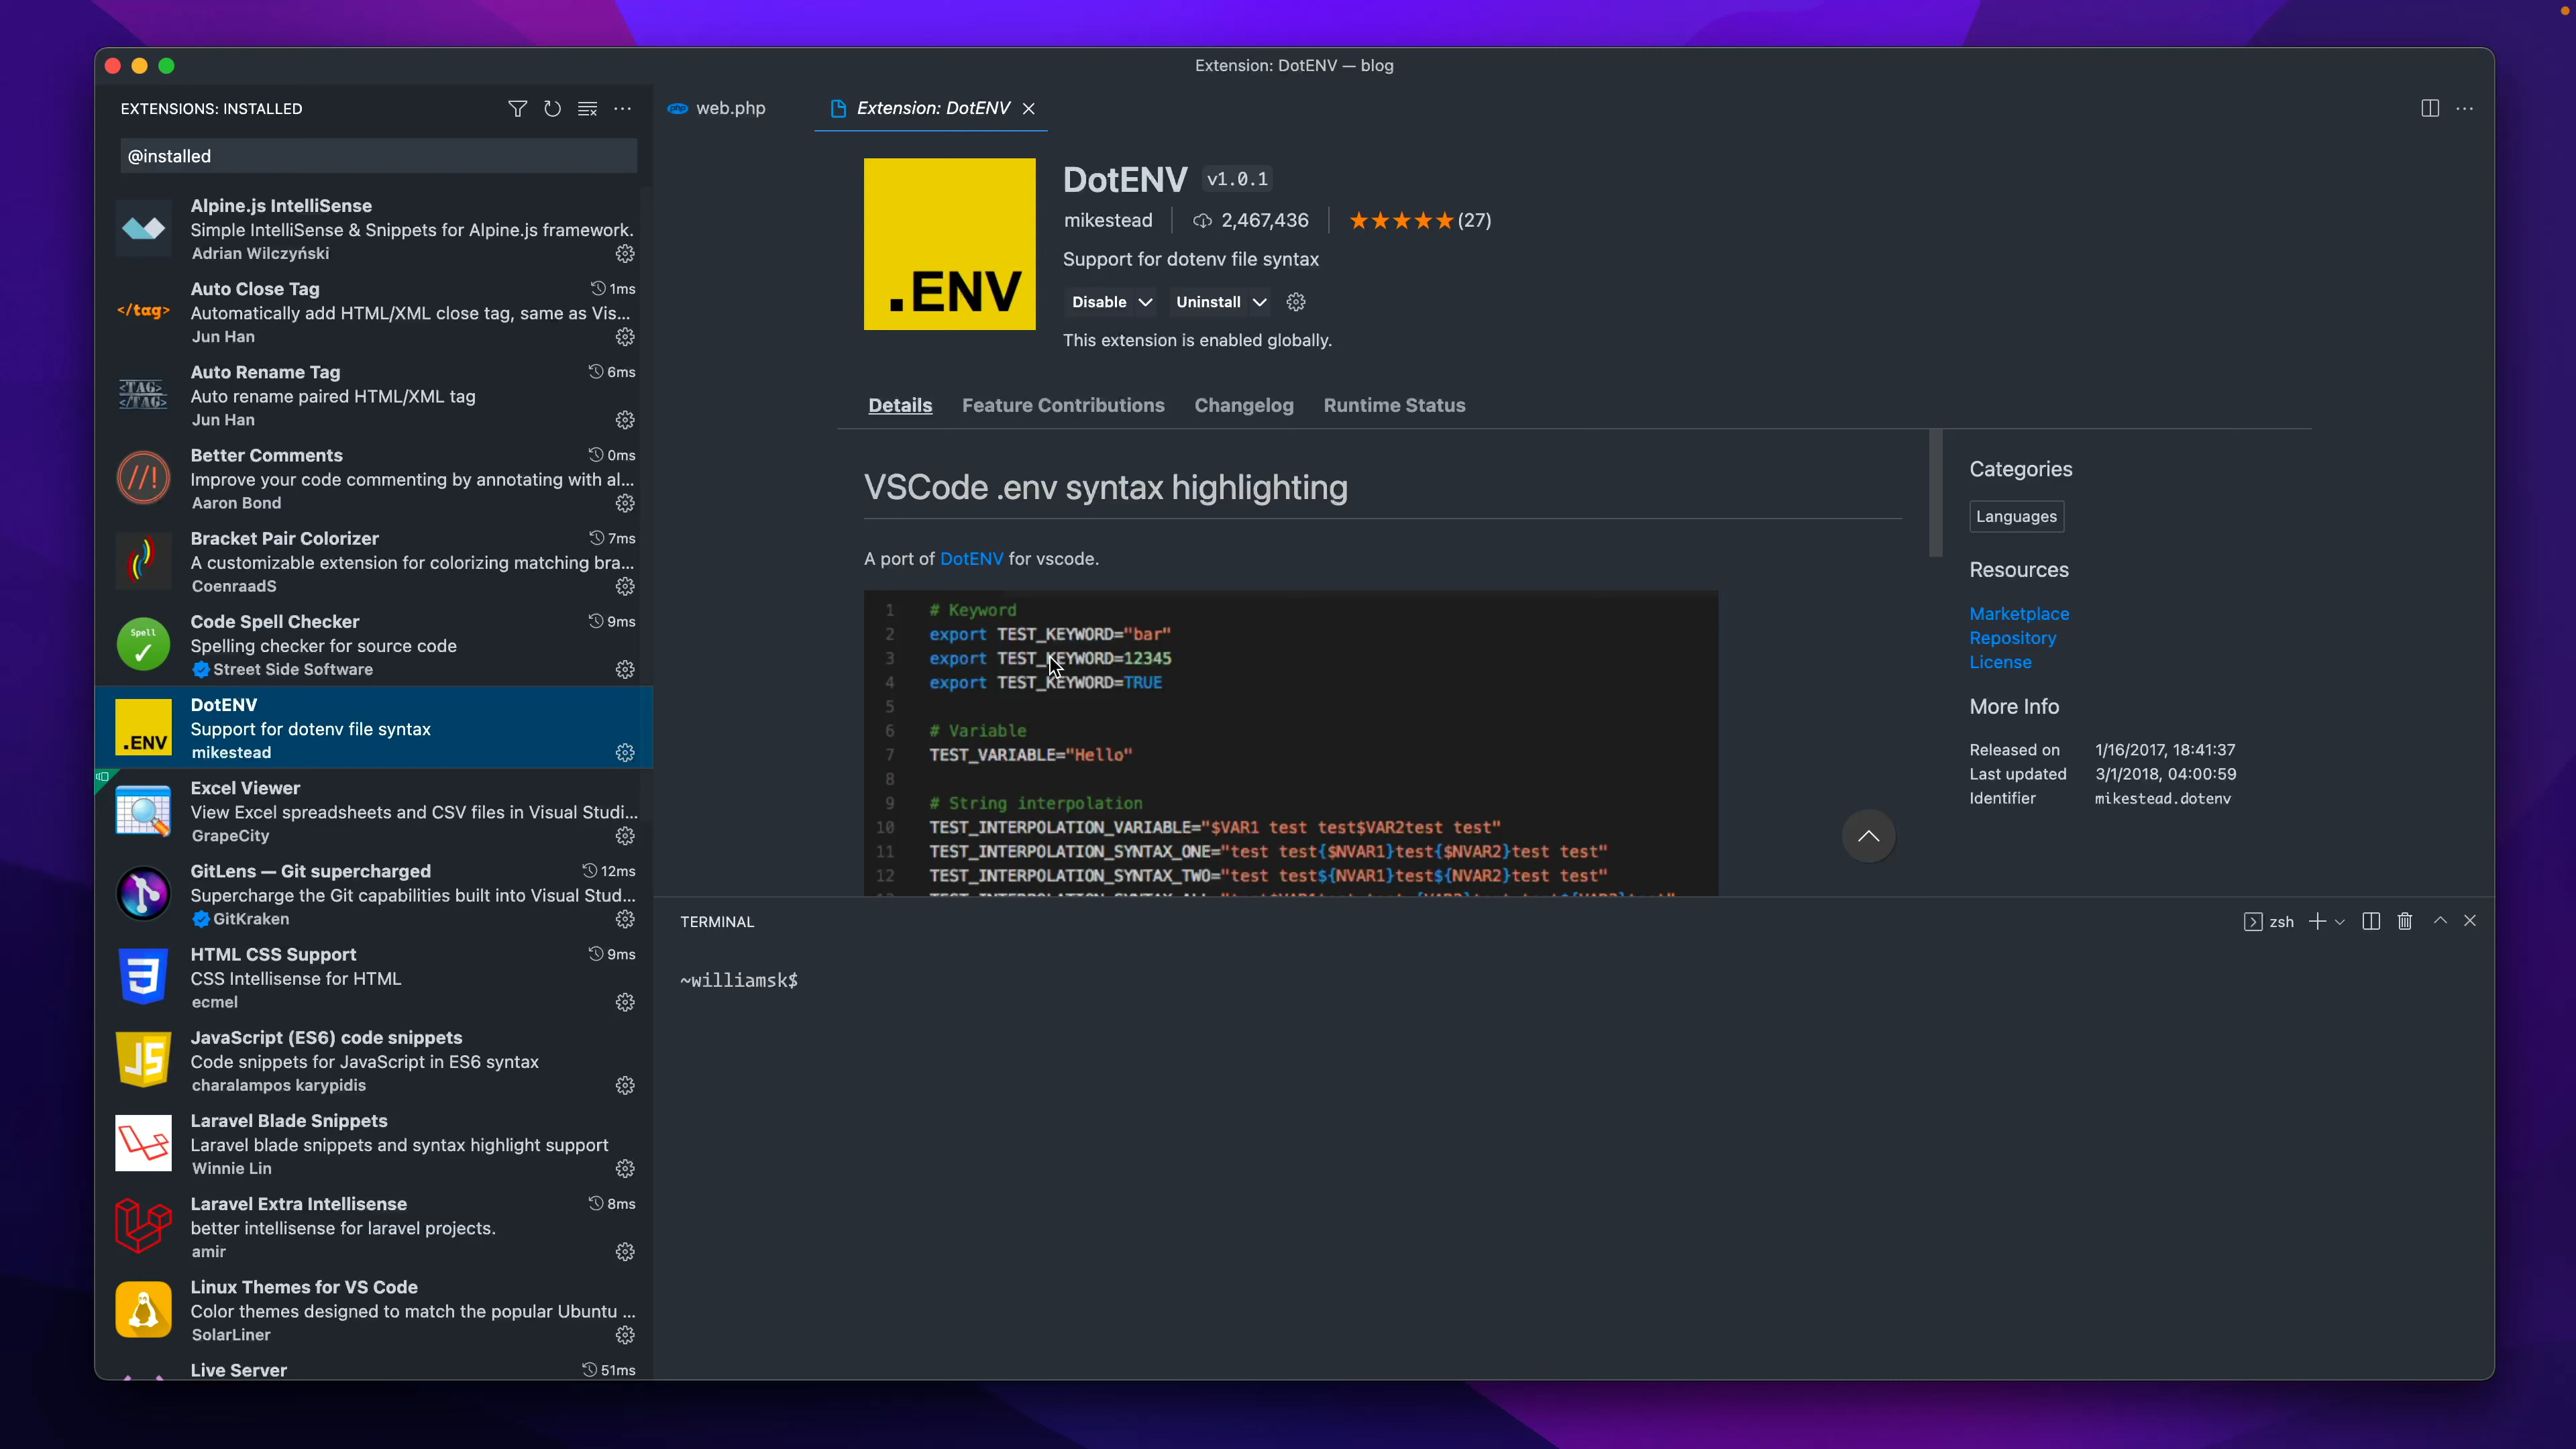 Extension: DotENV — blog
EXTENSIONS: INSTALLED
@installed
Alpine.js IntelliSense
Simple IntelliSense & Snippets for Alpine.js framework.
Adrian Wilczyński
</tag>
Auto Close Tag
1ms
Automatically add HTML/XML close tag, same as Vis...
Jun Han
<TAG>
</TAG>
Auto Rename Tag
6ms
Auto rename paired HTML/XML tag
Jun Han
//!
Better Comments
0ms
Improve your code commenting by annotating with al...
Aaron Bond
Bracket Pair Colorizer
7ms
A customizable extension for colorizing matching bra...
CoenraadS
Spell
Code Spell Checker
9ms
Spelling checker for source code
Street Side Software
.ENV
DotENV
Support for dotenv file syntax
mikestead
Excel Viewer
View Excel spreadsheets and CSV files in Visual Studi...
GrapeCity
GitLens — Git supercharged
12ms
Supercharge the Git capabilities built into Visual Stud...
GitKraken
HTML CSS Support
9ms
CSS Intellisense for HTML
ecmel
JS
JavaScript (ES6) code snippets
Code snippets for JavaScript in ES6 syntax
charalampos karypidis
Laravel Blade Snippets
Laravel blade snippets and syntax highlight support
Winnie Lin
Laravel Extra Intellisense
8ms
better intellisense for laravel projects.
amir
Linux Themes for VS Code
Color themes designed to match the popular Ubuntu ...
SolarLiner
Live Server
51ms
php web.php
Extension: DotENV
.ENV
DotENV v1.0.1
mikestead 2,467,436 (27)
Support for dotenv file syntax
Disable Uninstall
This extension is enabled globally.
Details Feature Contributions Changelog Runtime Status
VSCode .env syntax highlighting
A port of DotENV for vscode.
1 # Keyword
2 export TEST_KEYWORD="bar"
3 export TEST_KEYWORD=12345
4 export TEST_KEYWORD=TRUE
5
6 # Variable
7 TEST_VARIABLE="Hello"
8
9 # String interpolation
10 TEST_INTERPOLATION_VARIABLE="$VAR1 test test$VAR2test test"
11 TEST_INTERPOLATION_SYNTAX_ONE="test test{$NVAR1}test{$NVAR2}test test"
12 TEST_INTERPOLATION_SYNTAX_TWO="test test${NVAR1}test${NVAR2}test test"
Categories
Languages
Resources
Marketplace
Repository
License
More Info
Released on 1/16/2017, 18:41:37
Last updated 3/1/2018, 04:00:59
Identifier mikestead.dotenv
TERMINAL
zsh
~williamsk$